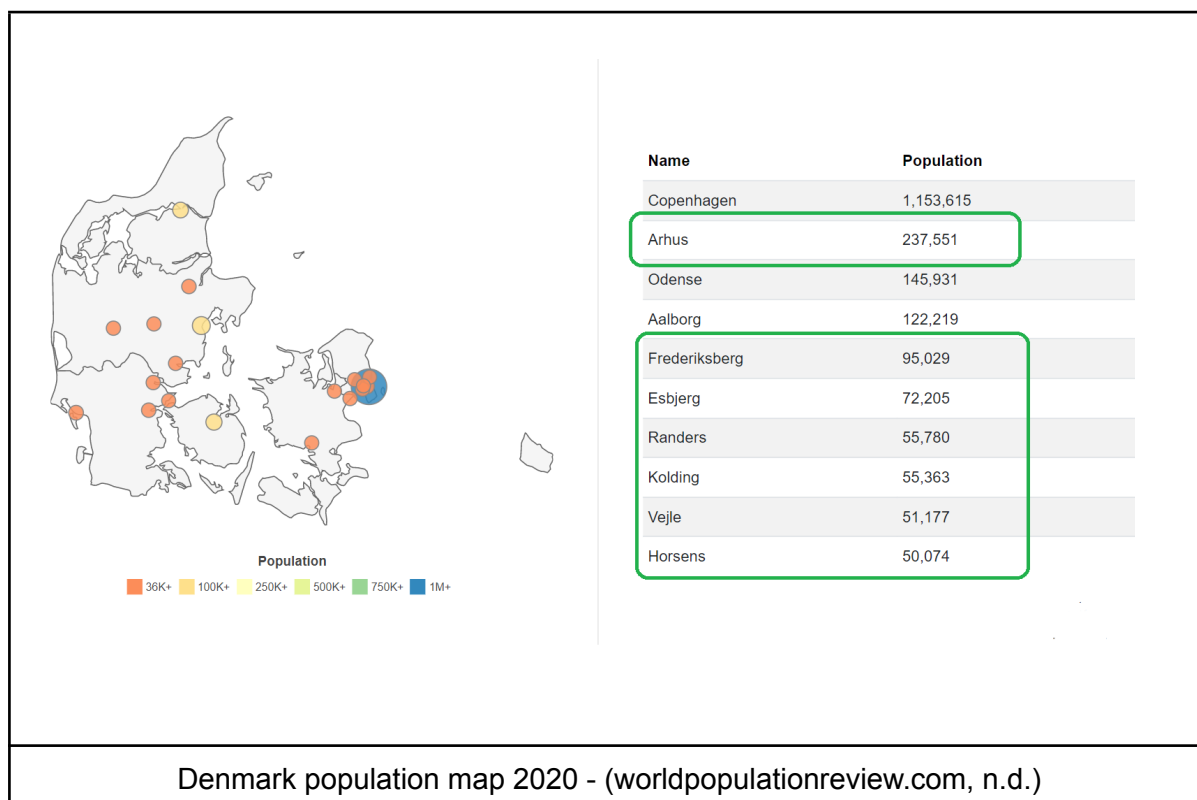 Name Population
Copenhagen 1,153,615
Arhus 237,551
Odense 145,931
Aalborg 122,219
Frederiksberg 95,029
Esbjerg 72,205
Randers 55,780
Kolding 55,363
Vejle 51,177
Horsens 50,074
Population
36K+ 100K+ 250K+ 500K+ 750K+ 1M+
Denmark population map 2020 - (worldpopulationreview.com, n.d.)